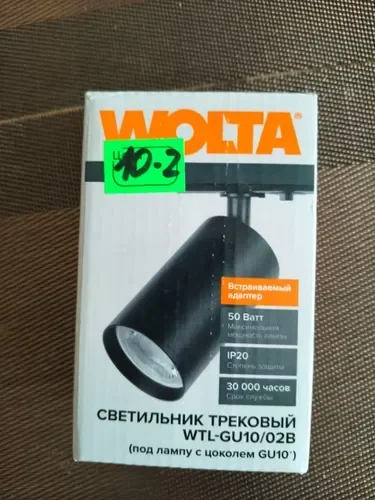 WOLTA
Ц
10-2
Встраиваемый
адаптер
50 Ватт
Максимальная
мощность лампы
IP20
Степень защиты
30 000 часов
Срок службы
СВЕТИЛЬНИК ТРЕКОВЫЙ
WTL-GU10/02B
(под лампу с цоколем GU10*)